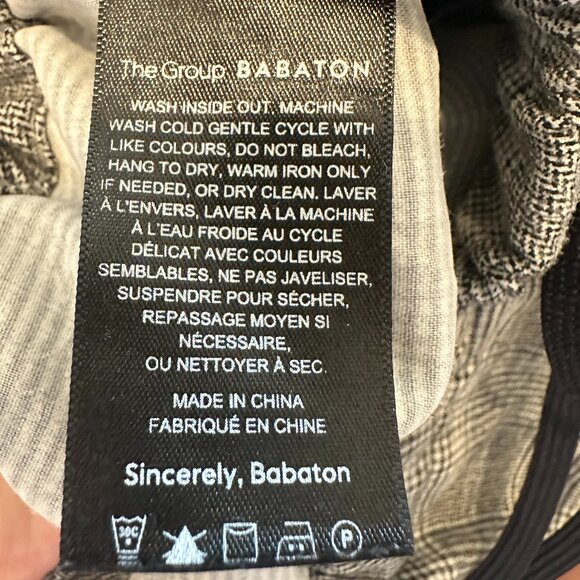 The Group BABATON
WASH INSIDE OUT, MACHINE
WASH COLD GENTLE CYCLE WITH
LIKE COLOURS, DO NOT BLEACH,
HANG TO DRY, WARM IRON ONLY
IF NEEDED, OR DRY CLEAN. LAVER
À L'ENVERS, LAVER À LA MACHINE
À L'EAU FROIDE AU CYCLE
DÉLICAT AVEC COULEURS
SEMBLABLES, NE PAS JAVELISER,
SUSPENDRE POUR SÉCHER,
REPASSAGE MOYEN SI
NÉCESSAIRE,
OU NETTOYER À SEC.
MADE IN CHINA
FABRIQUÉ EN CHINE
Sincerely, Babaton
30C P